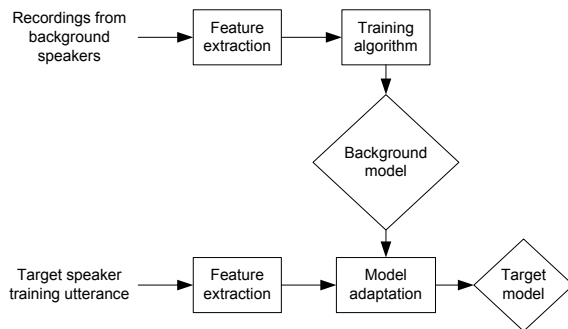 Recordings from
background
speakers
Feature
extraction
Training
algorithm
Background
model
Target speaker
training utterance
Feature
extraction
Model
adaptation
Target
model